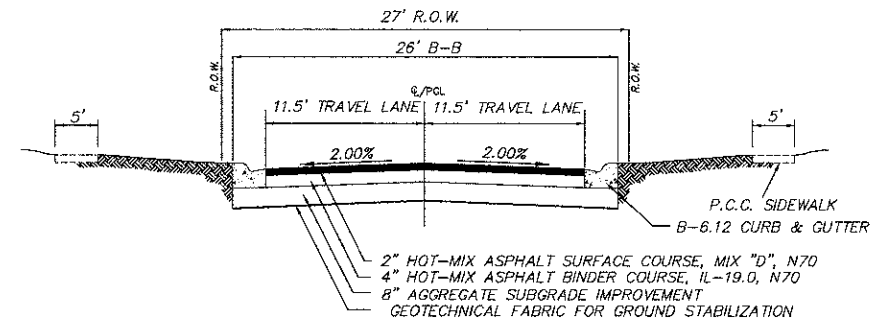 27' R.O.W.
26' B-B
R.O.W.
R.O.W.
℄/PGL
5'
11.5' TRAVEL LANE
11.5' TRAVEL LANE
5'
2.00%
2.00%
P.C.C. SIDEWALK
B-6.12 CURB & GUTTER
2" HOT-MIX ASPHALT SURFACE COURSE, MIX "D", N70
4" HOT-MIX ASPHALT BINDER COURSE, IL-19.0, N70
8" AGGREGATE SUBGRADE IMPROVEMENT
GEOTECHNICAL FABRIC FOR GROUND STABILIZATION